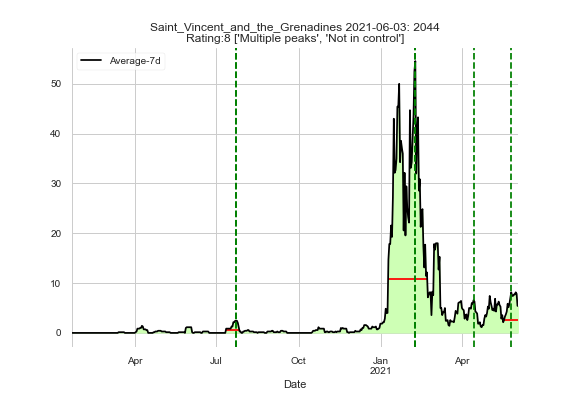 Saint_Vincent_and_the_Grenadines 2021-06-03: 2044
Rating:8 ['Multiple peaks', 'Not in control']
Average-7d
50
40
30
20
10
0
Apr
Jul
Oct
Jan
2021
Apr
Date